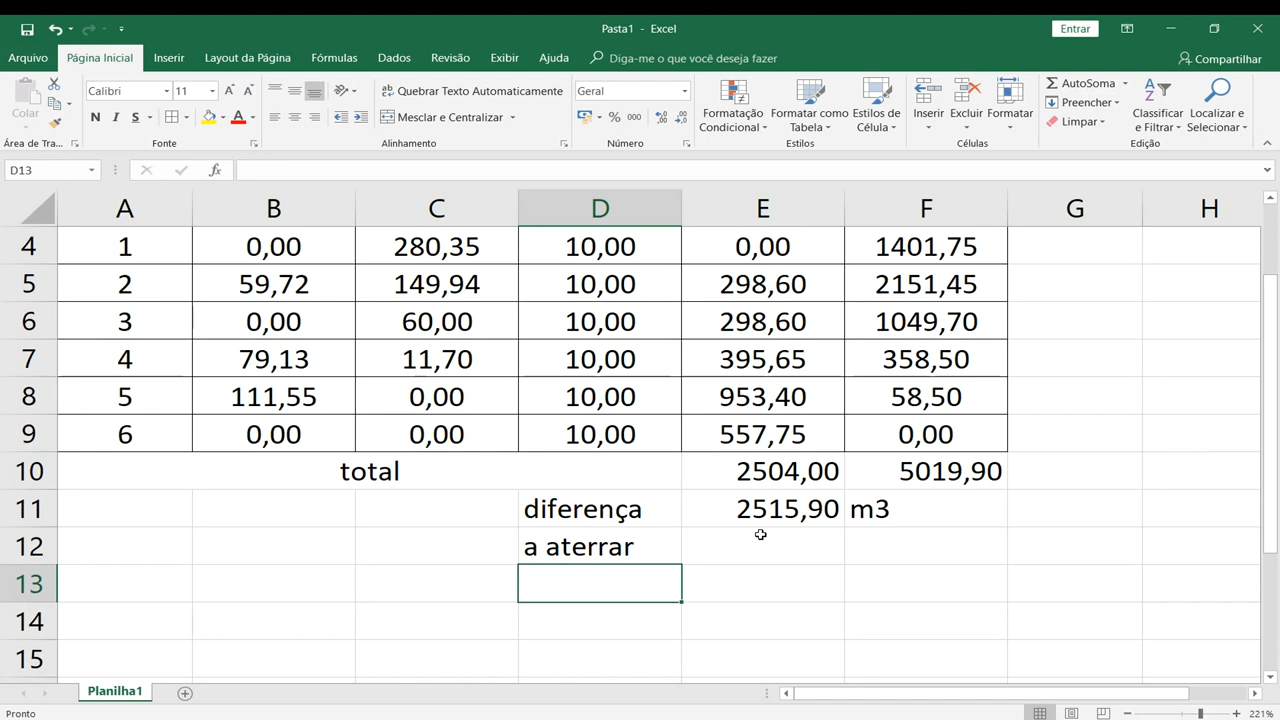 Pasta1 - Excel
Entrar
Arquivo Página Inicial Inserir Layout da Página Fórmulas Dados Revisão Exibir Ajuda Diga-me o que você deseja fazer Compartilhar
Colar
Calibri 11
Quebrar Texto Automaticamente
Geral
N I S
Mesclar e Centralizar
% 000
Formatação Condicional
Formatar como Tabela
Estilos de Célula
Inserir
Excluir
Formatar
AutoSoma
Preencher
Limpar
Classificar e Filtrar
Localizar e Selecionar
Área de Tra... Fonte Alinhamento Número Estilos Células Edição
D13 fx
A B C D E F G H
4 1 0,00 280,35 10,00 0,00 1401,75
5 2 59,72 149,94 10,00 298,60 2151,45
6 3 0,00 60,00 10,00 298,60 1049,70
7 4 79,13 11,70 10,00 395,65 358,50
8 5 111,55 0,00 10,00 953,40 58,50
9 6 0,00 0,00 10,00 557,75 0,00
10 total 2504,00 5019,90
11 diferença 2515,90 m3
12 a aterrar
13
14
15
Planilha1
Pronto 221%